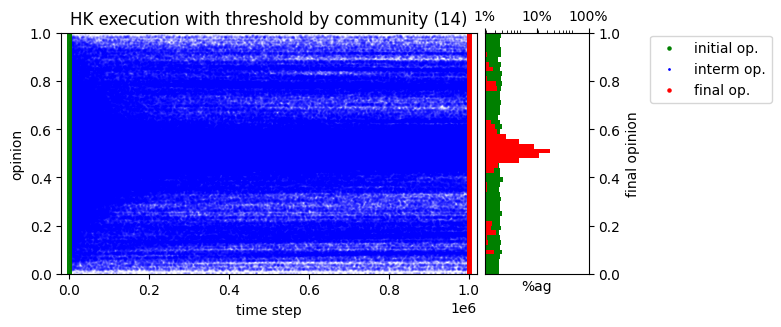 HK execution with threshold by community (14)
1% 10% 100%
initial op.
interm op.
final op.
1.0 1.0
0.8 0.8
0.6 0.6
0.4 0.4
0.2 0.2
0.0 0.0
opinion
final opinion
0.0 0.2 0.4 0.6 0.8 1.0
1e6
time step
%ag